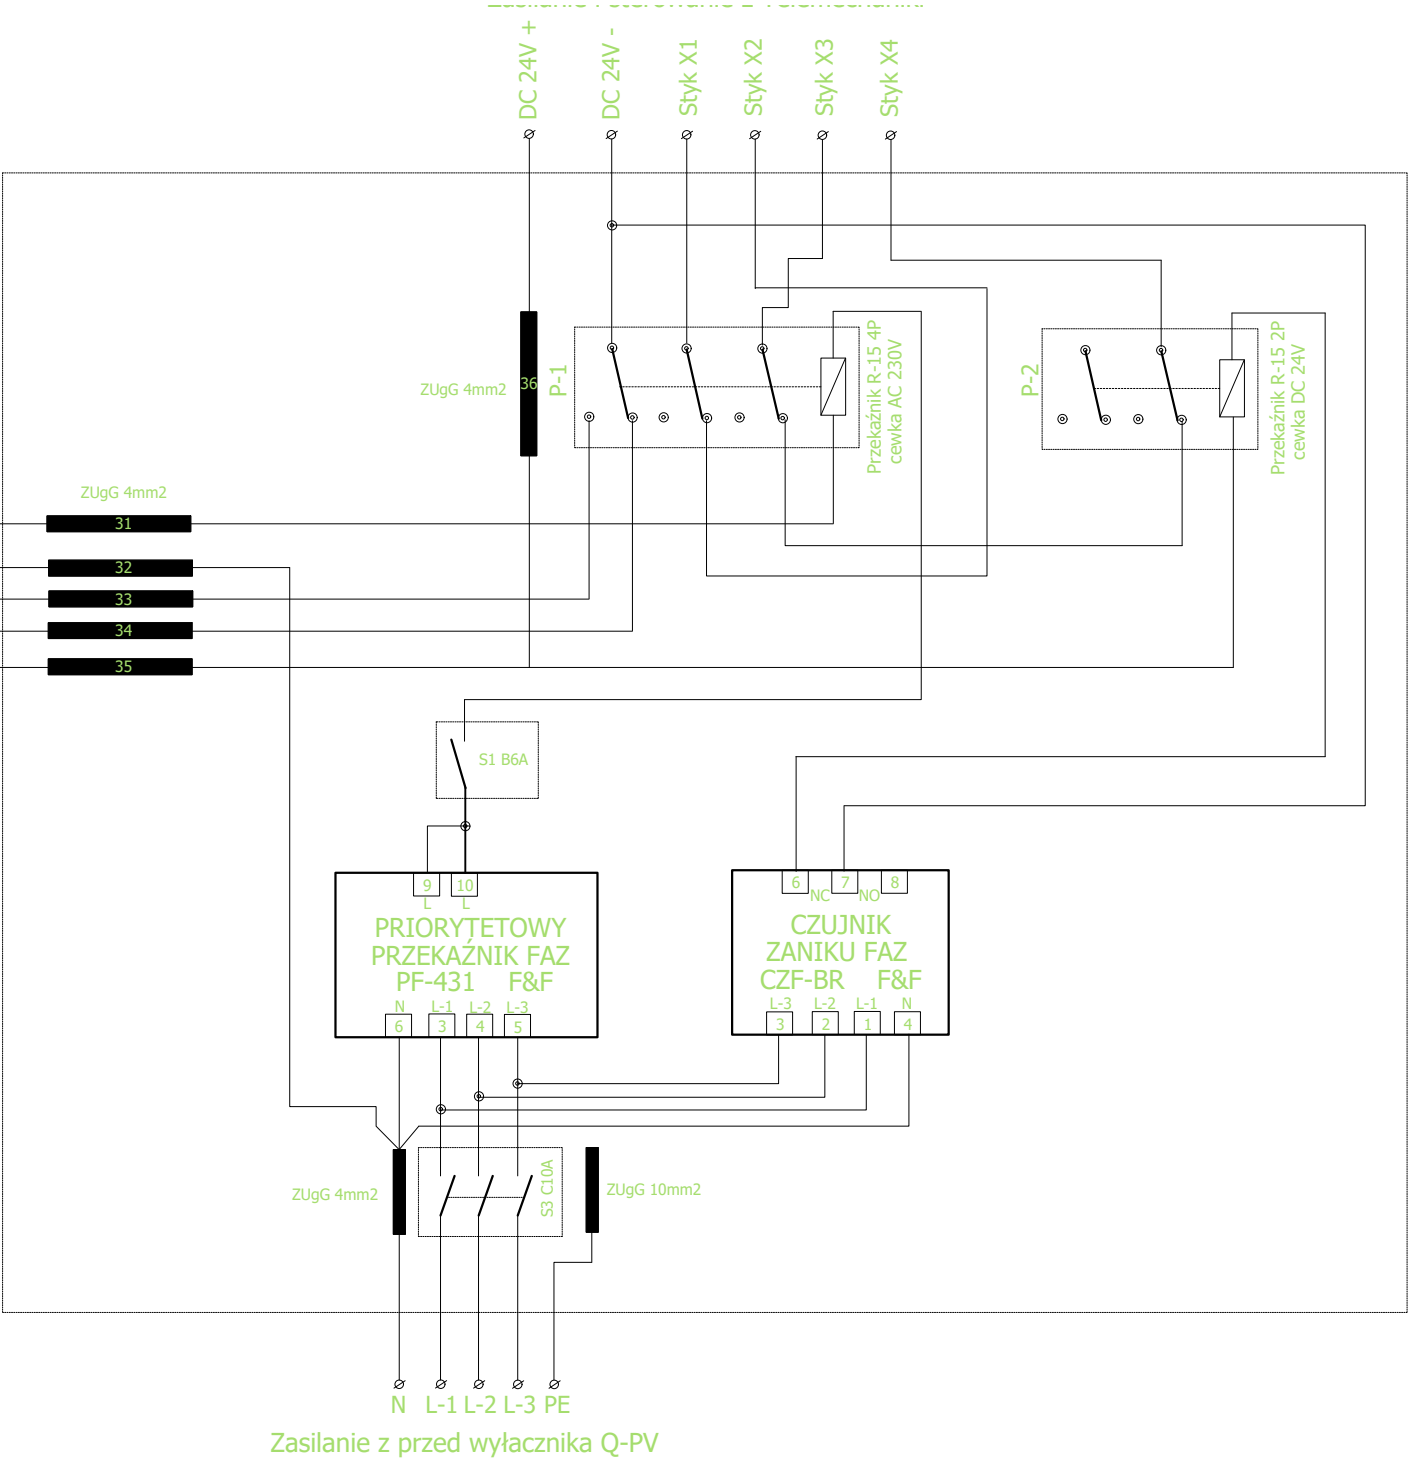 DC 24V +
DC 24V -
Styk X1
Styk X2
Styk X3
Styk X4
ZUgG 4mm2
36
P-1
Przekaźnik R-15 4P
cewka AC 230V
P-2
Przekaźnik R-15 2P
cewka DC 24V
ZUgG 4mm2
31
32
33
34
35
S1 B6A
9
10
L
L
PRIORYTETOWY
PRZEKAŹNIK FAZ
PF-431 F&F
N
L-1
L-2
L-3
6
3
4
5
6
7
8
NC
NO
CZUJNIK
ZANIKU FAZ
CZF-BR F&F
L-3
L-2
L-1
N
3
2
1
4
ZUgG 4mm2
S3 C10A
ZUgG 10mm2
N
L-1
L-2
L-3
PE
Zasilanie z przed wyłacznika Q-PV